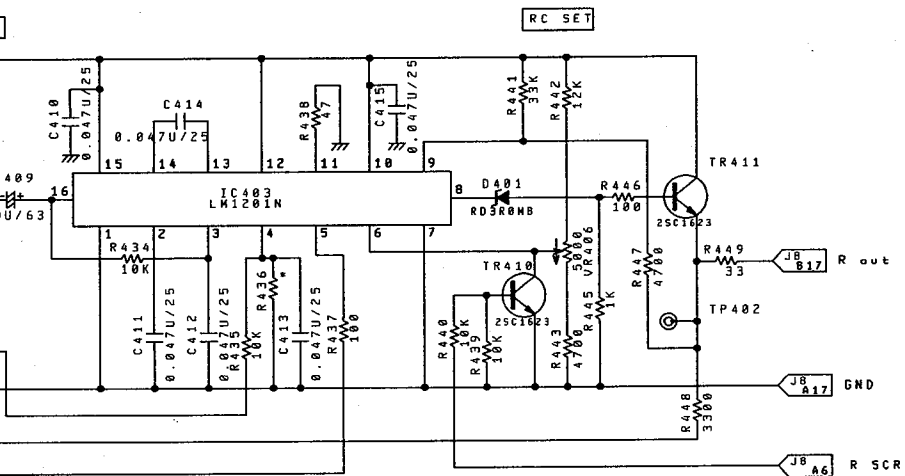 RC SET
C410
0.047U/25
C414
0.047U/25
R438
47
C415
0.047U/25
R441
33K
R442
12K
15
14
13
12
11
10
9
TR411
409
16
IC403
LM1201N
8
D401
RD3R0MB
R446
100
2SC1623
1
2
3
4
5
6
7
R434
10K
R436
*
TR410
2SC1623
5000
VR406
R447
4700
R449
33
J8
B17
R out
C411
0.047U/25
C412
0.047U/25
R435
10K
C413
0.047U/25
R437
100
R440
10K
R439
10K
R443
4700
R445
1K
TP402
J8
A17
GND
R448
3300
J8
A6
R SCR